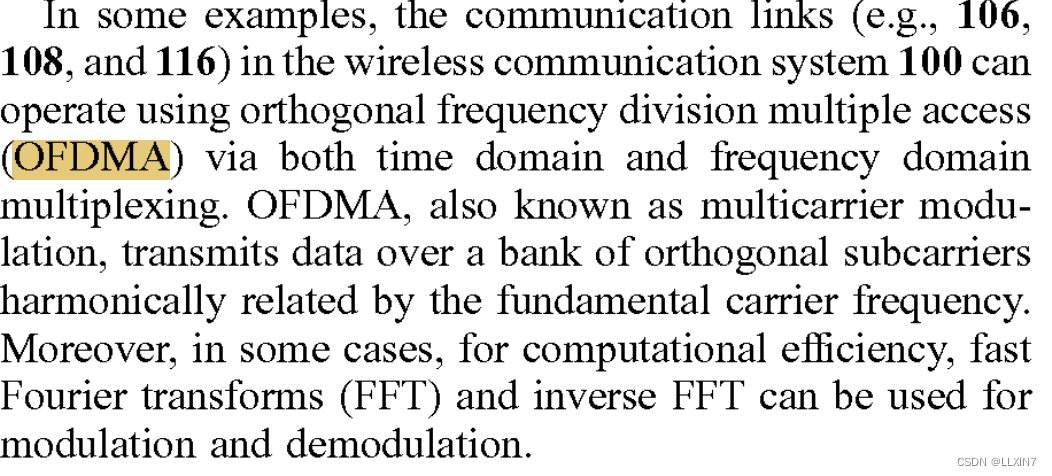 In some examples, the communication links (e.g., 106,
108, and 116) in the wireless communication system 100 can
operate using orthogonal frequency division multiple access
(OFDMA) via both time domain and frequency domain
multiplexing. OFDMA, also known as multicarrier modu-
lation, transmits data over a bank of orthogonal subcarriers
harmonically related by the fundamental carrier frequency.
Moreover, in some cases, for computational efficiency, fast
Fourier transforms (FFT) and inverse FFT can be used for
modulation and demodulation.
CSDN @LLXIN7